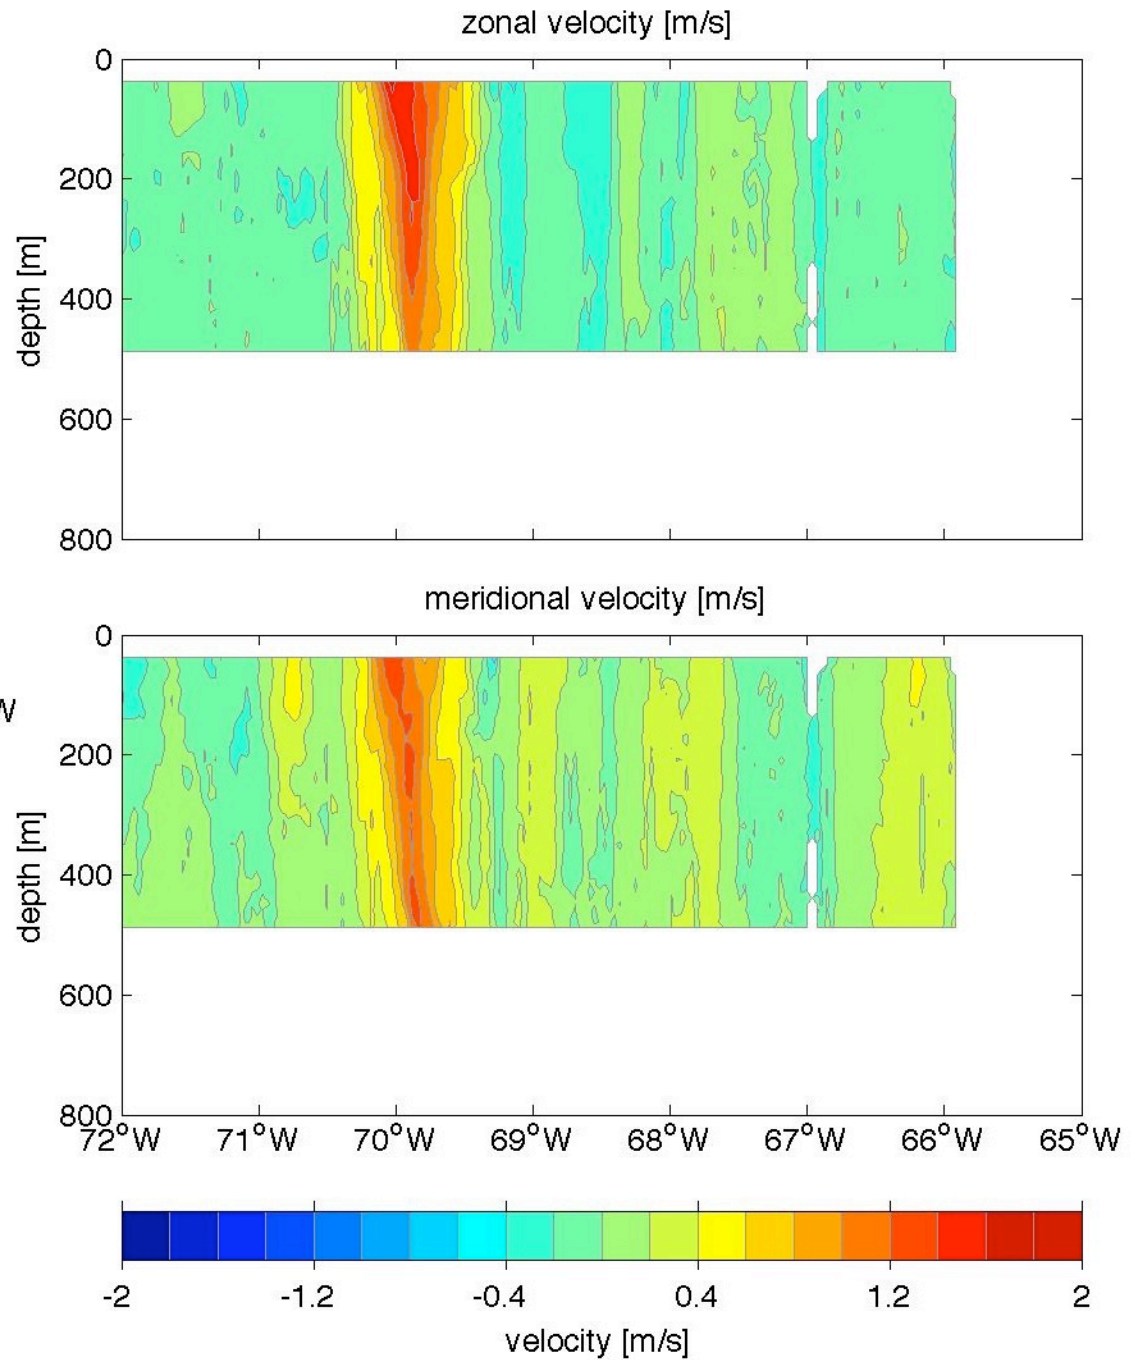 zonal velocity [m/s]
0
200
400
600
800
depth [m]
meridional velocity [m/s]
0
200
400
600
800
depth [m]
W
72°W 71°W 70°W 69°W 68°W 67°W 66°W 65°W
-2 -1.2 -0.4 0.4 1.2 2
velocity [m/s]